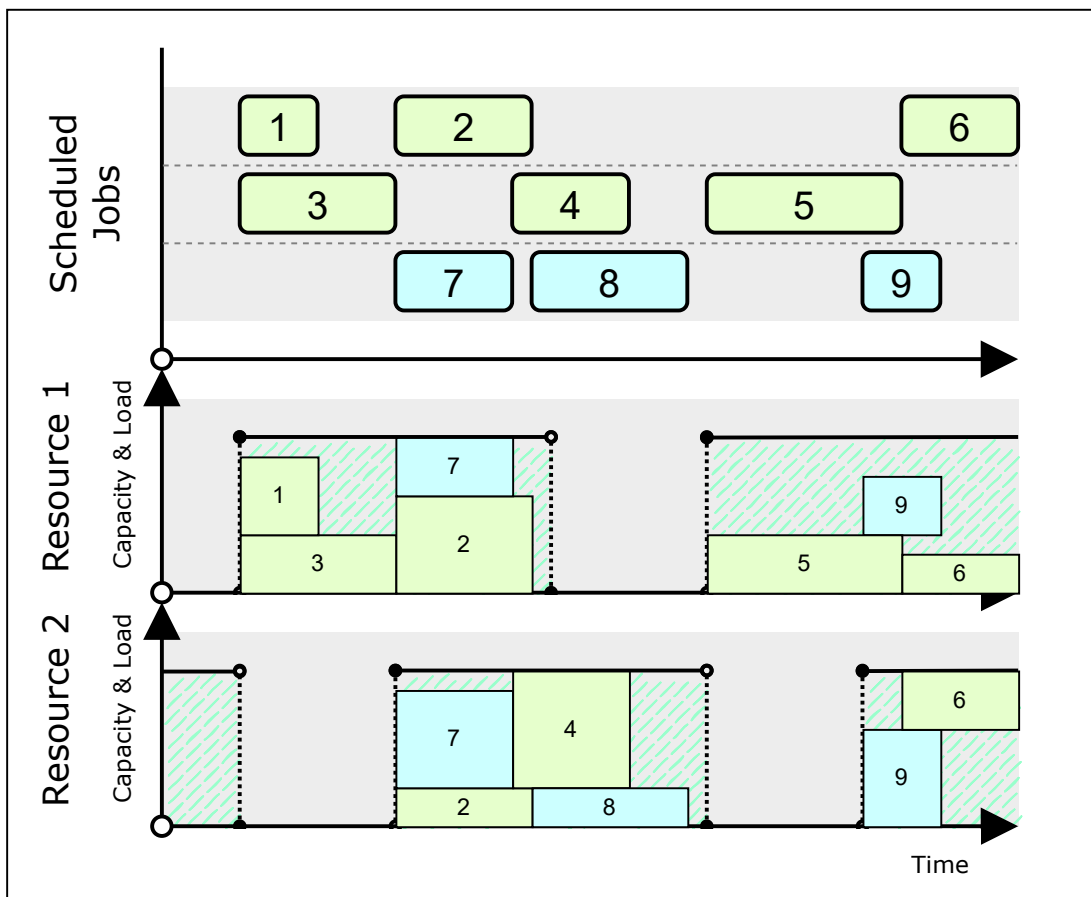 Scheduled
Jobs
1 2 6
3 4 5
7 8 9
Resource 1
Capacity & Load
1 7 9
3 2 5 6
Resource 2
Capacity & Load
7 4 6
2 8 9
Time